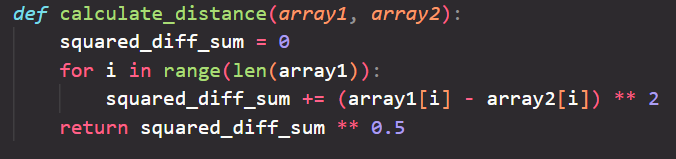 def calculate_distance(array1, array2):
    squared_diff_sum = 0
    for i in range(len(array1)):
        squared_diff_sum += (array1[i] - array2[i]) ** 2
    return squared_diff_sum ** 0.5